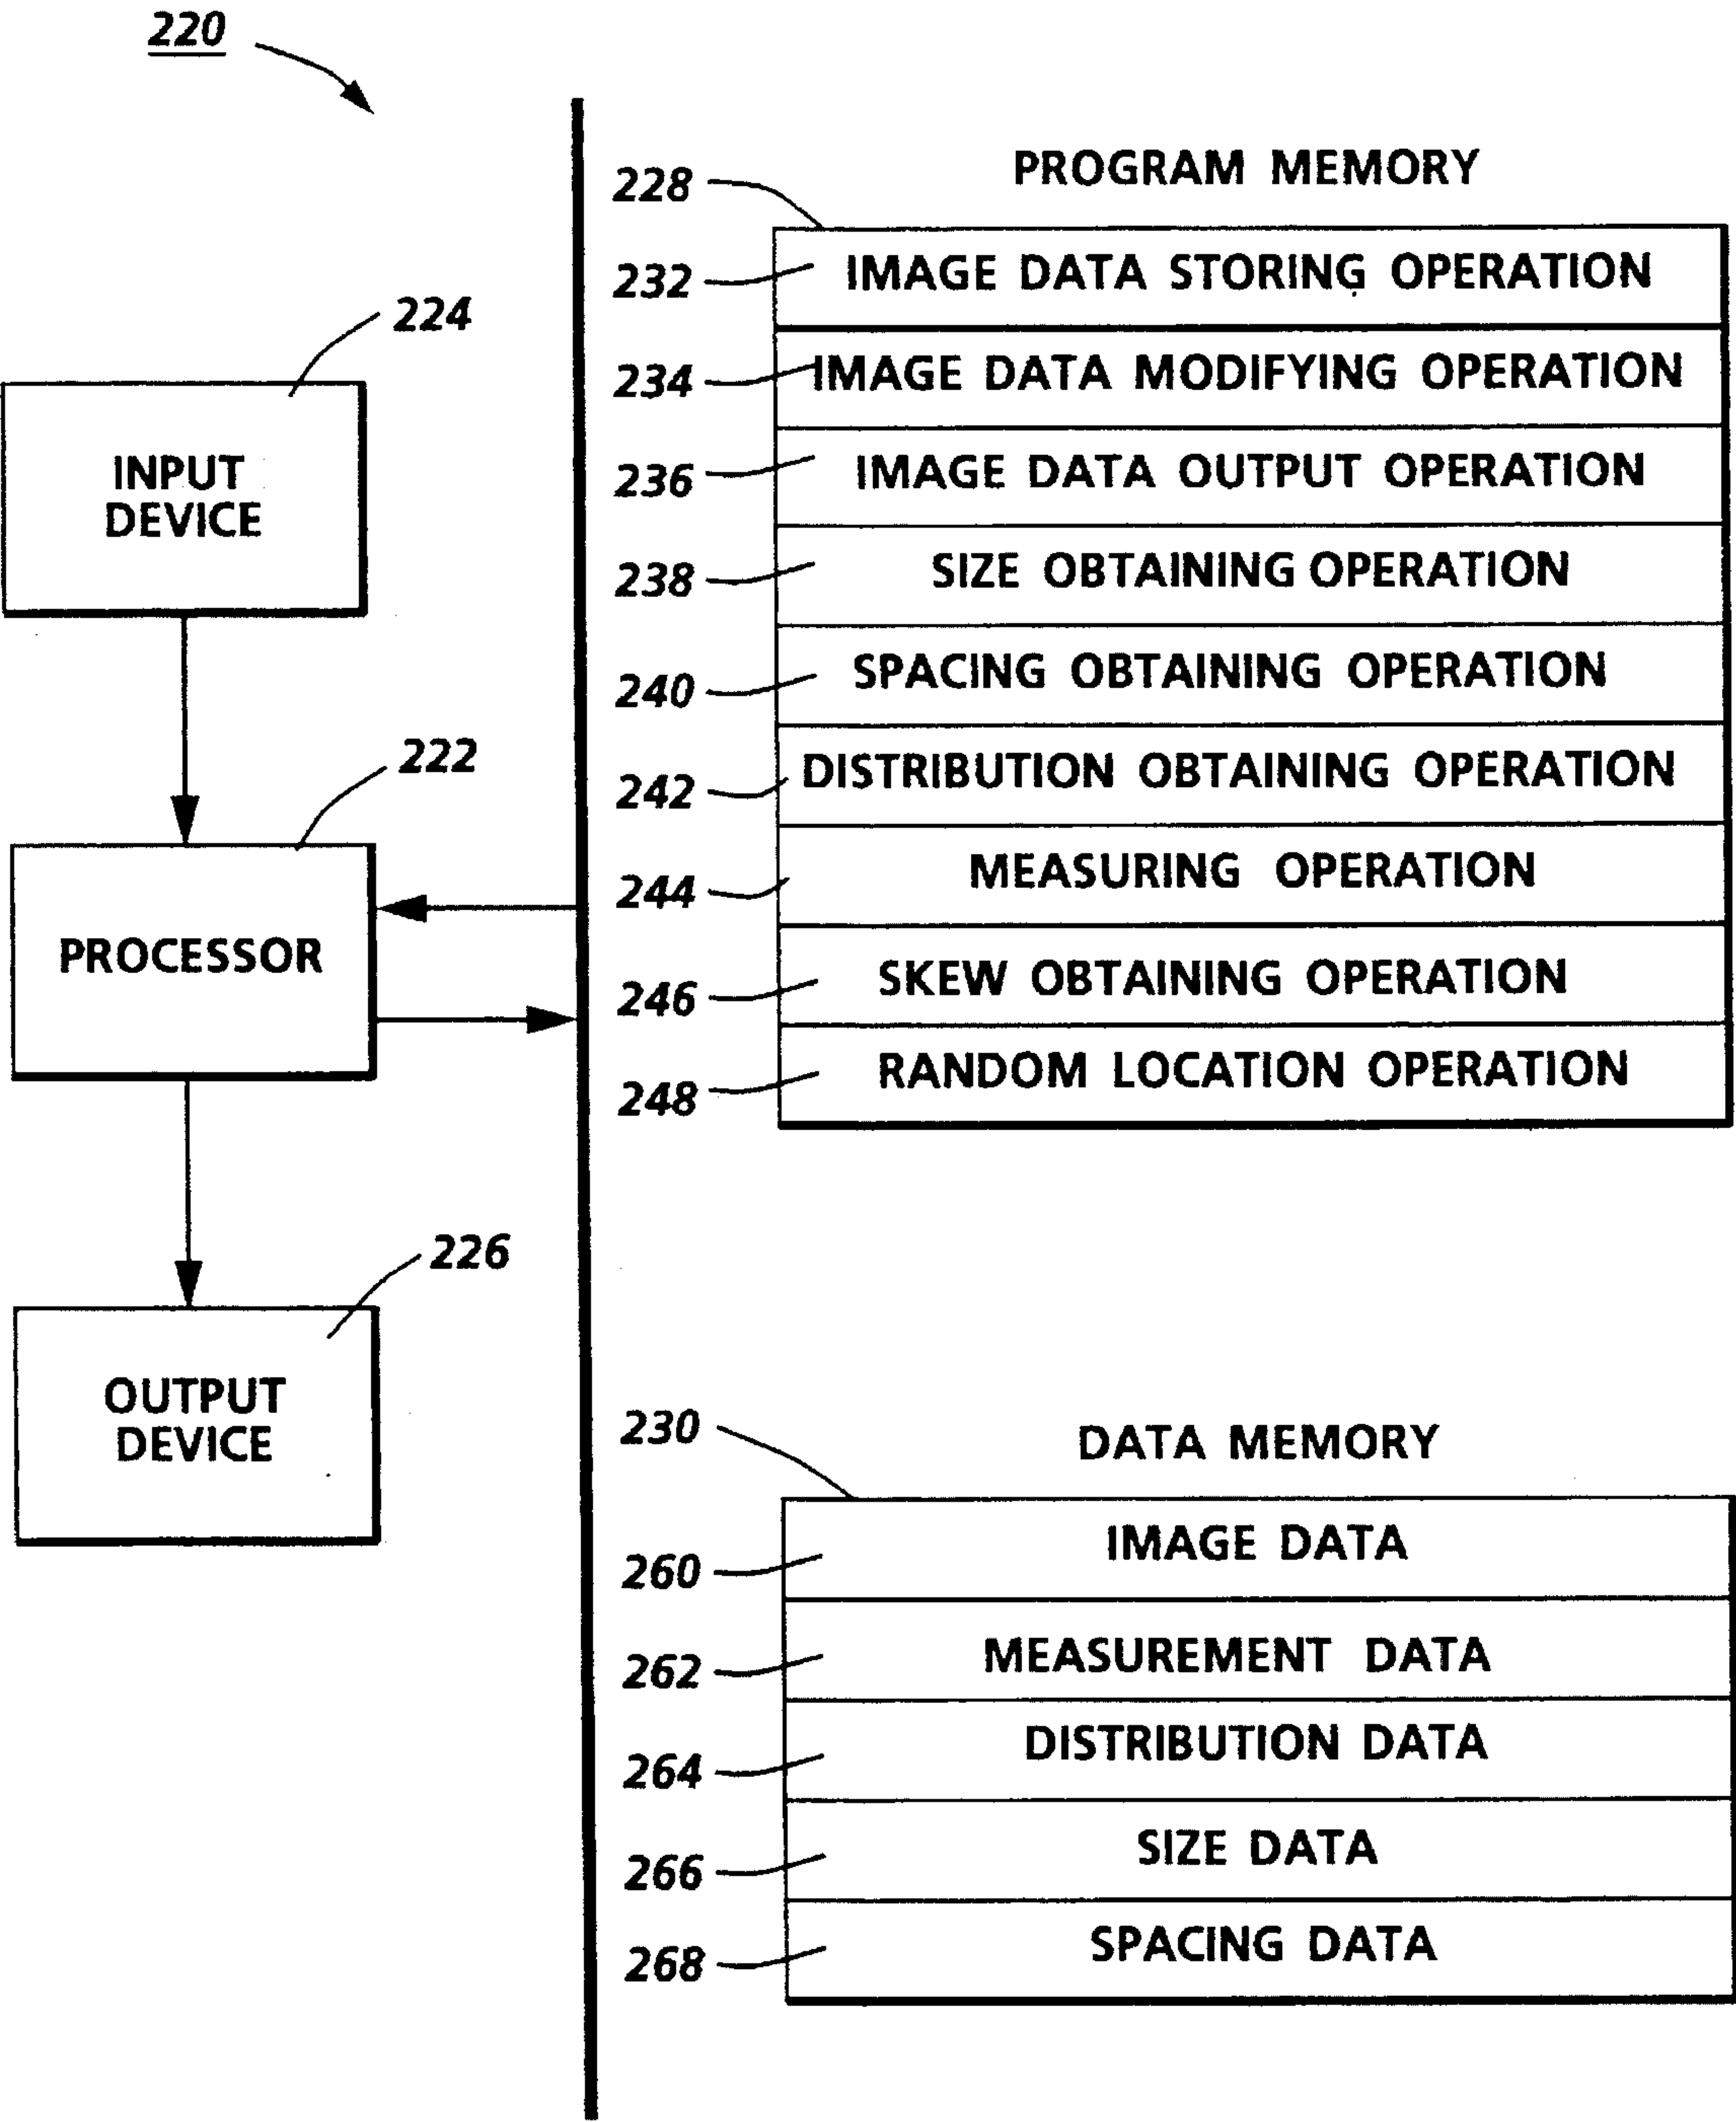 220
224
INPUT
DEVICE
222
PROCESSOR
226
OUTPUT
DEVICE
PROGRAM MEMORY
228
232 IMAGE DATA STORING OPERATION
234 IMAGE DATA MODIFYING OPERATION
236 IMAGE DATA OUTPUT OPERATION
238 SIZE OBTAINING OPERATION
240 SPACING OBTAINING OPERATION
242 DISTRIBUTION OBTAINING OPERATION
244 MEASURING OPERATION
246 SKEW OBTAINING OPERATION
248 RANDOM LOCATION OPERATION
230
DATA MEMORY
260 IMAGE DATA
262 MEASUREMENT DATA
264 DISTRIBUTION DATA
266 SIZE DATA
268 SPACING DATA